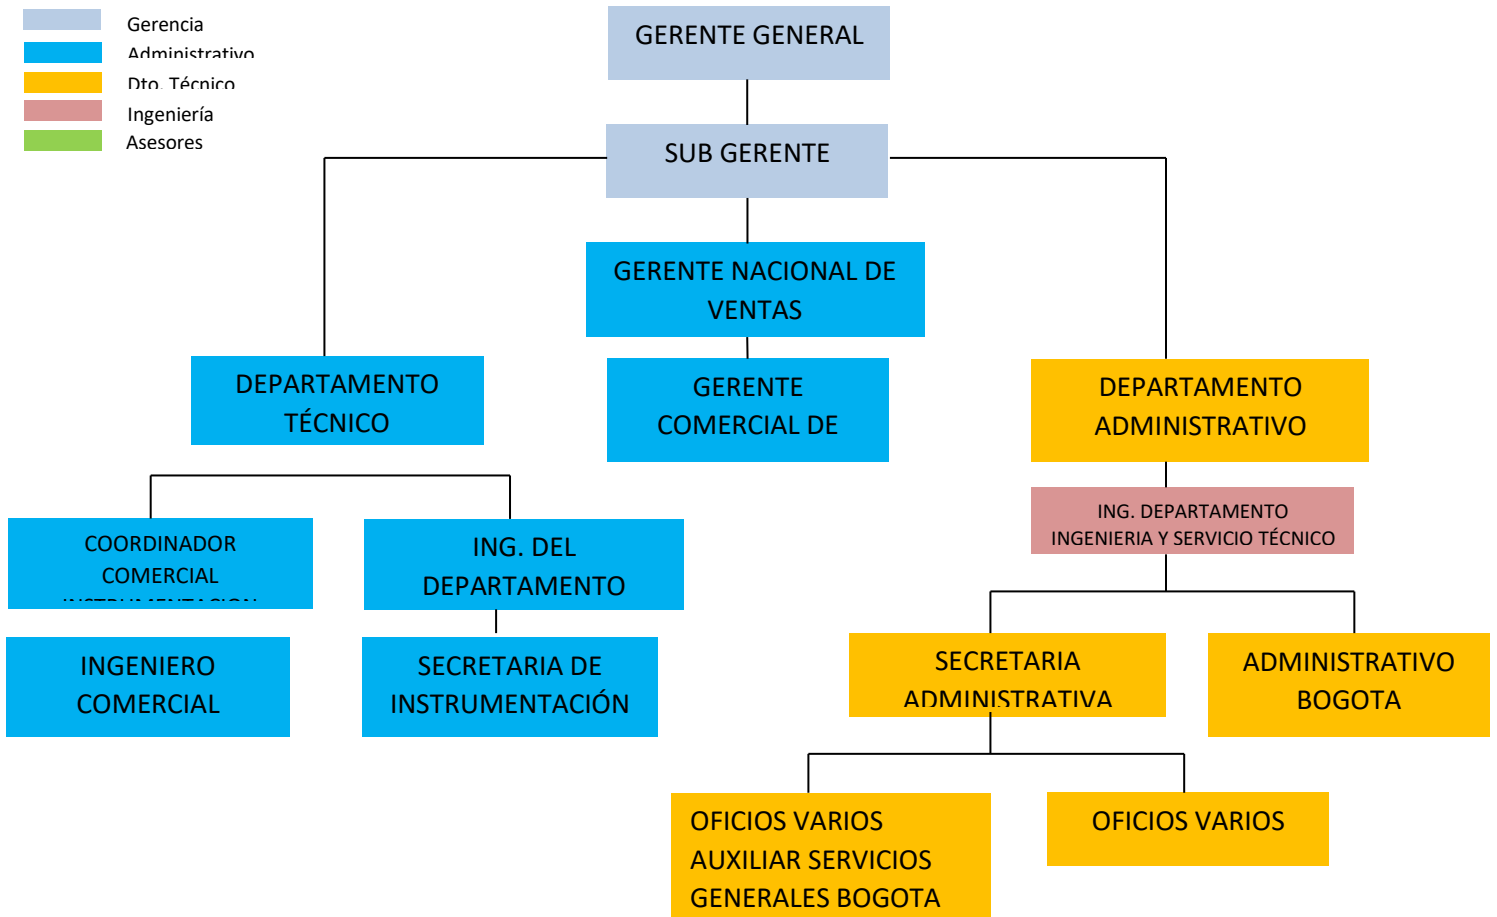 Gerencia
Administrativo
Dto. Técnico
Ingeniería
Asesores
GERENTE GENERAL
SUB GERENTE
GERENTE NACIONAL DE
VENTAS
DEPARTAMENTO
TÉCNICO
GERENTE
COMERCIAL DE
DEPARTAMENTO
ADMINISTRATIVO
COORDINADOR
COMERCIAL
INSTRUMENTACION
ING. DEL
DEPARTAMENTO
ING. DEPARTAMENTO
INGENIERIA Y SERVICIO TÉCNICO
INGENIERO
COMERCIAL
SECRETARIA DE
INSTRUMENTACIÓN
SECRETARIA
ADMINISTRATIVA
ADMINISTRATIVO
BOGOTA
OFICIOS VARIOS
AUXILIAR SERVICIOS
GENERALES BOGOTA
OFICIOS VARIOS